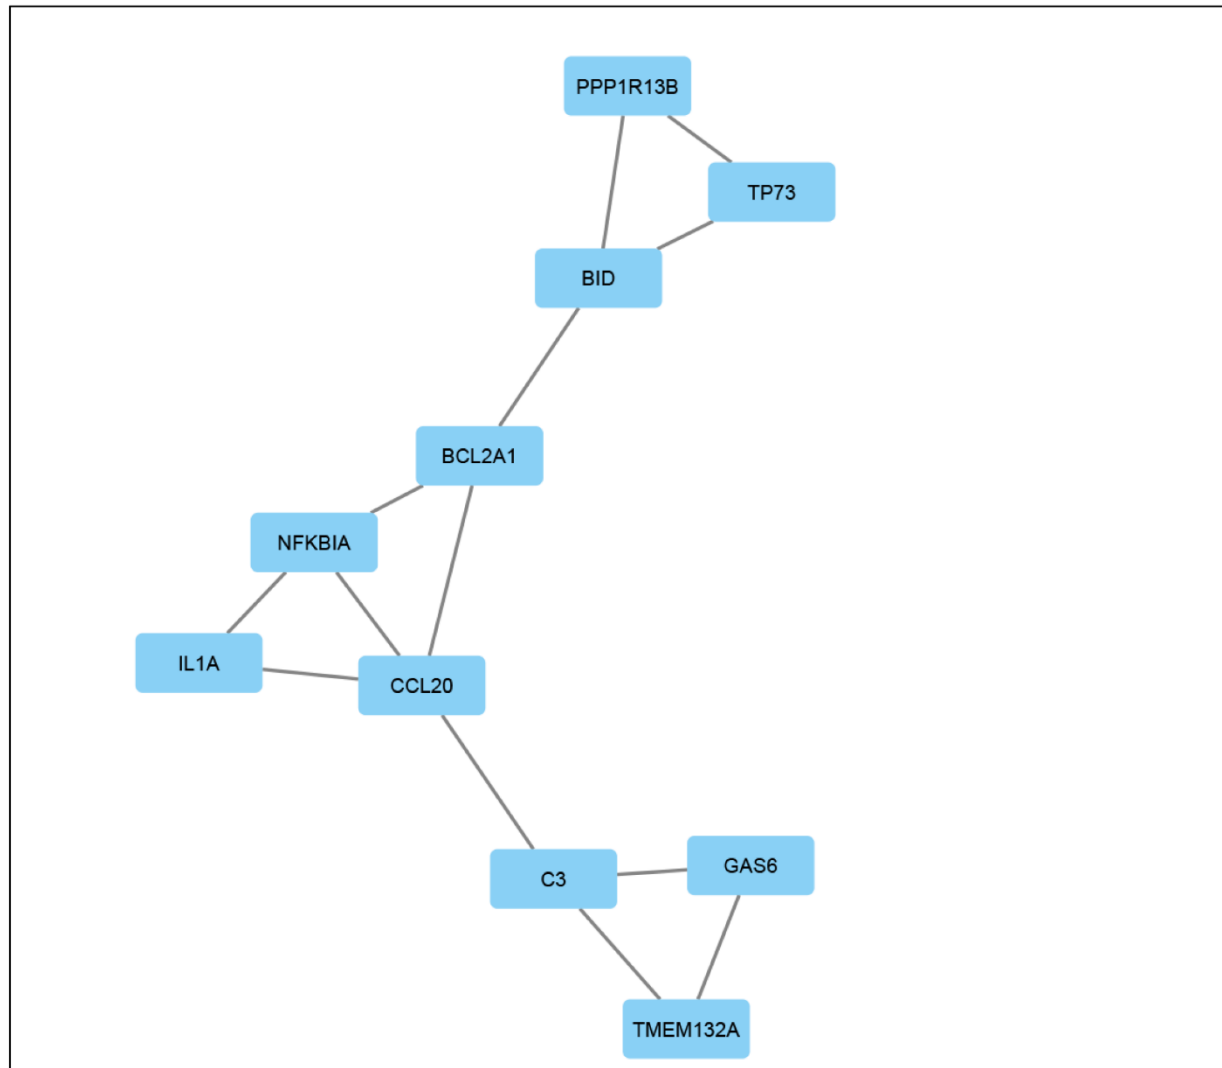 PPP1R13B
TP73
BID
BCL2A1
NFKBIA
IL1A
CCL20
C3
GAS6
TMEM132A